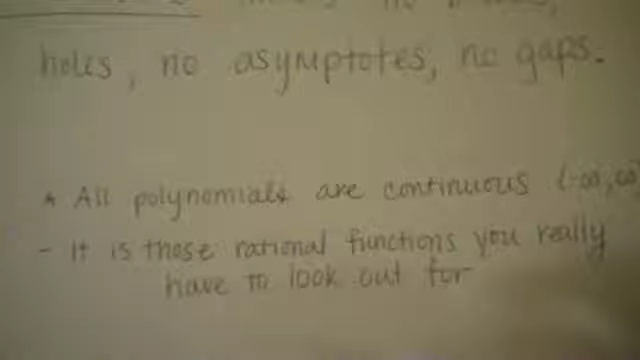 holes, no asymptotes, no gaps.
* All polynomials are continuous (-∞,∞)
- It is those rational functions you really
have to look out for